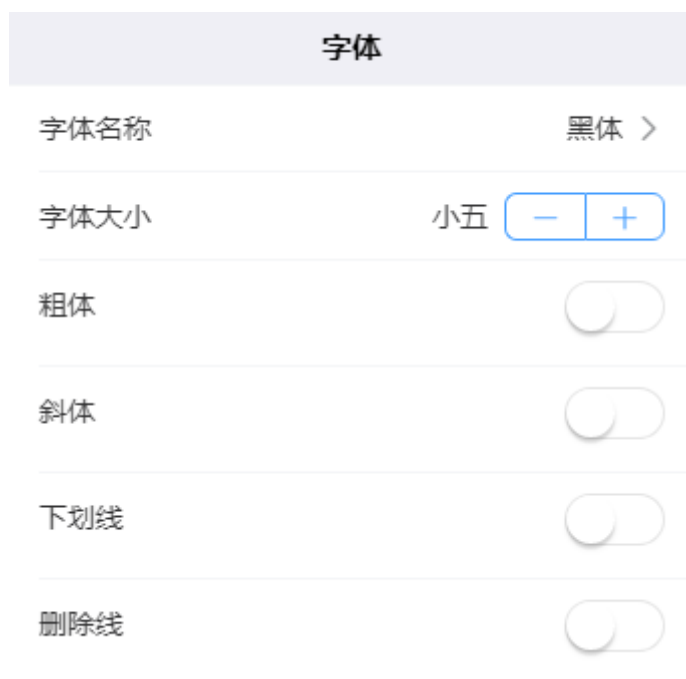 字体
字体名称 黑体
字体大小 小五
粗体
斜体
下划线
删除线